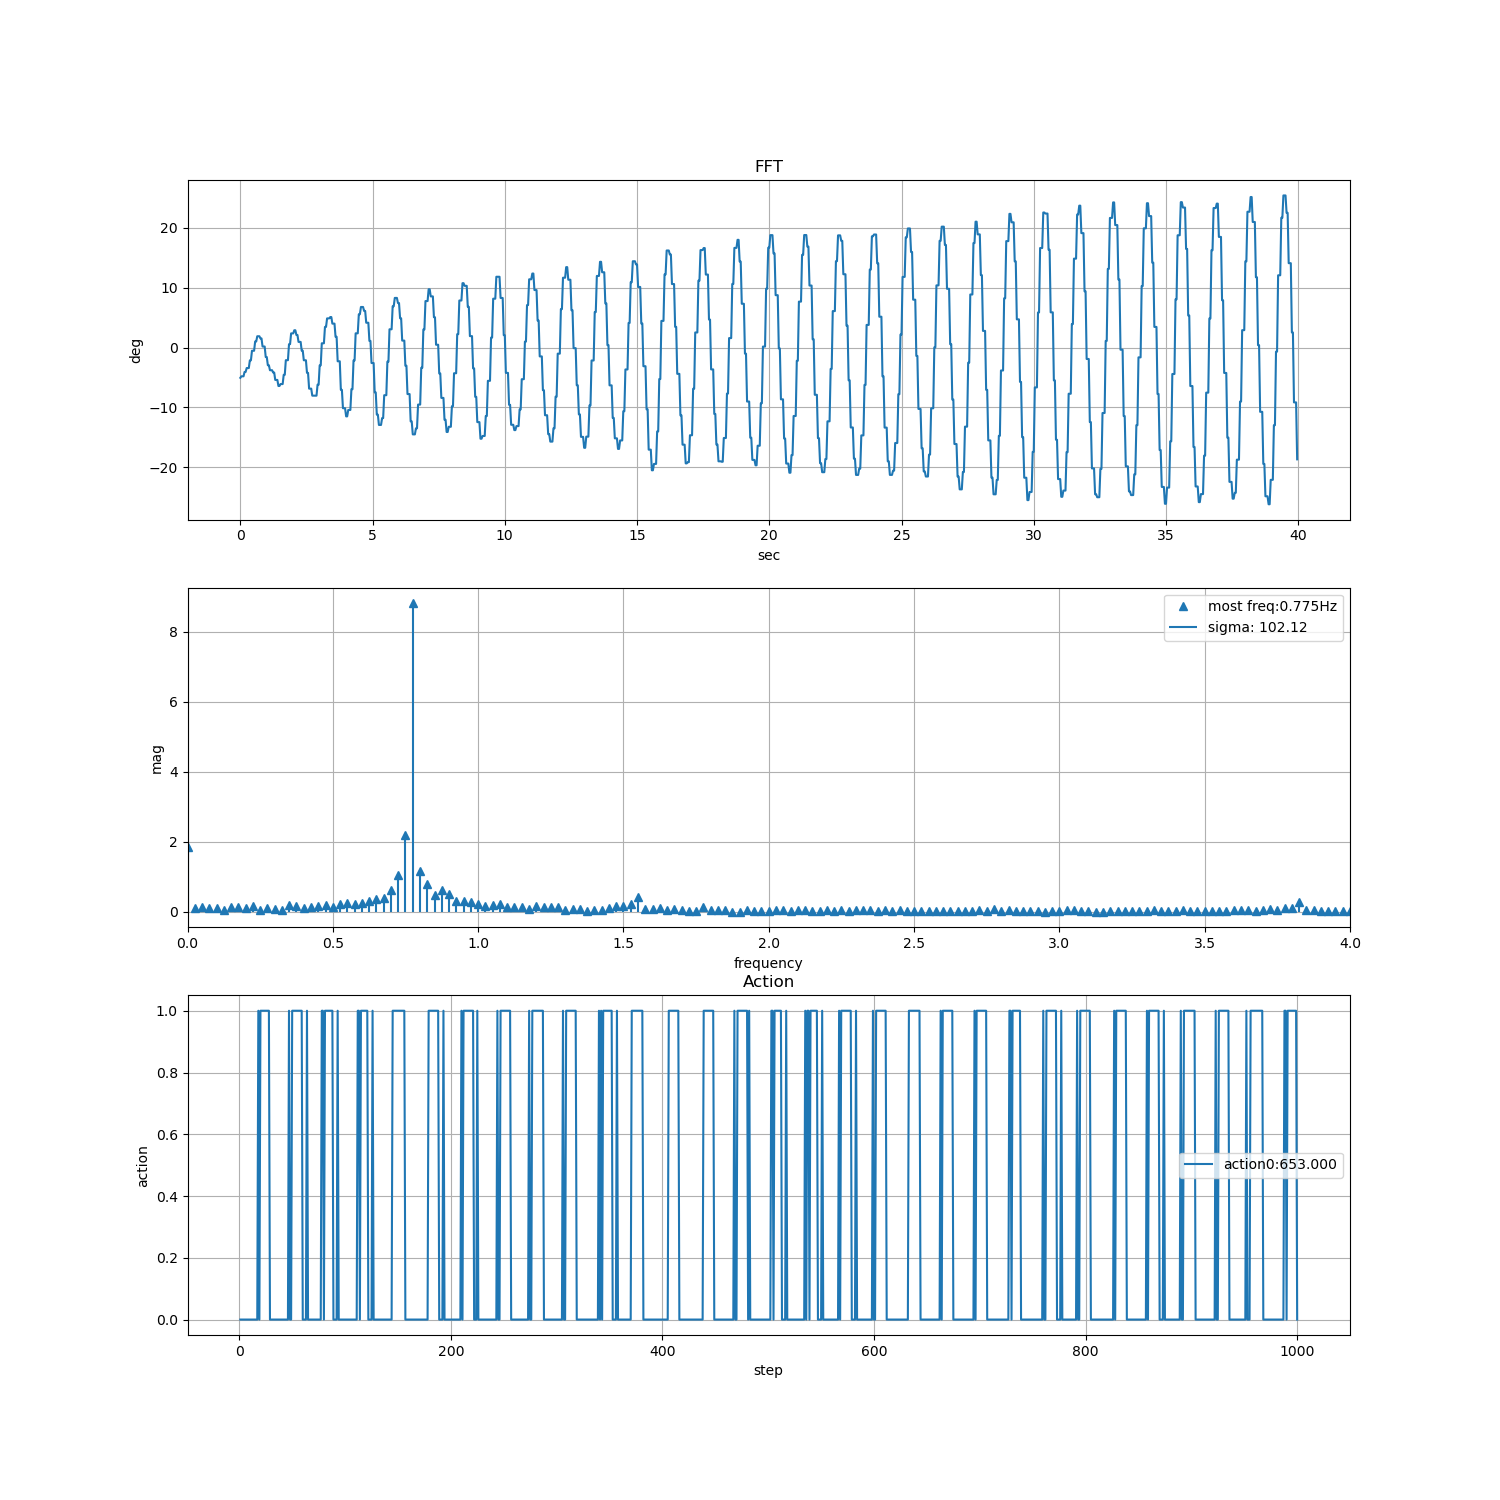 FFT
20
10
0
−10
−20
deg
0 5 10 15 20 25 30 35 40
sec
most freq:0.775Hz
sigma: 102.12
8
6
4
2
0
mag
0.0 0.5 1.0 1.5 2.0 2.5 3.0 3.5 4.0
frequency
Action
1.0
0.8
0.6
0.4
0.2
0.0
action
action0:653.000
0 200 400 600 800 1000
step